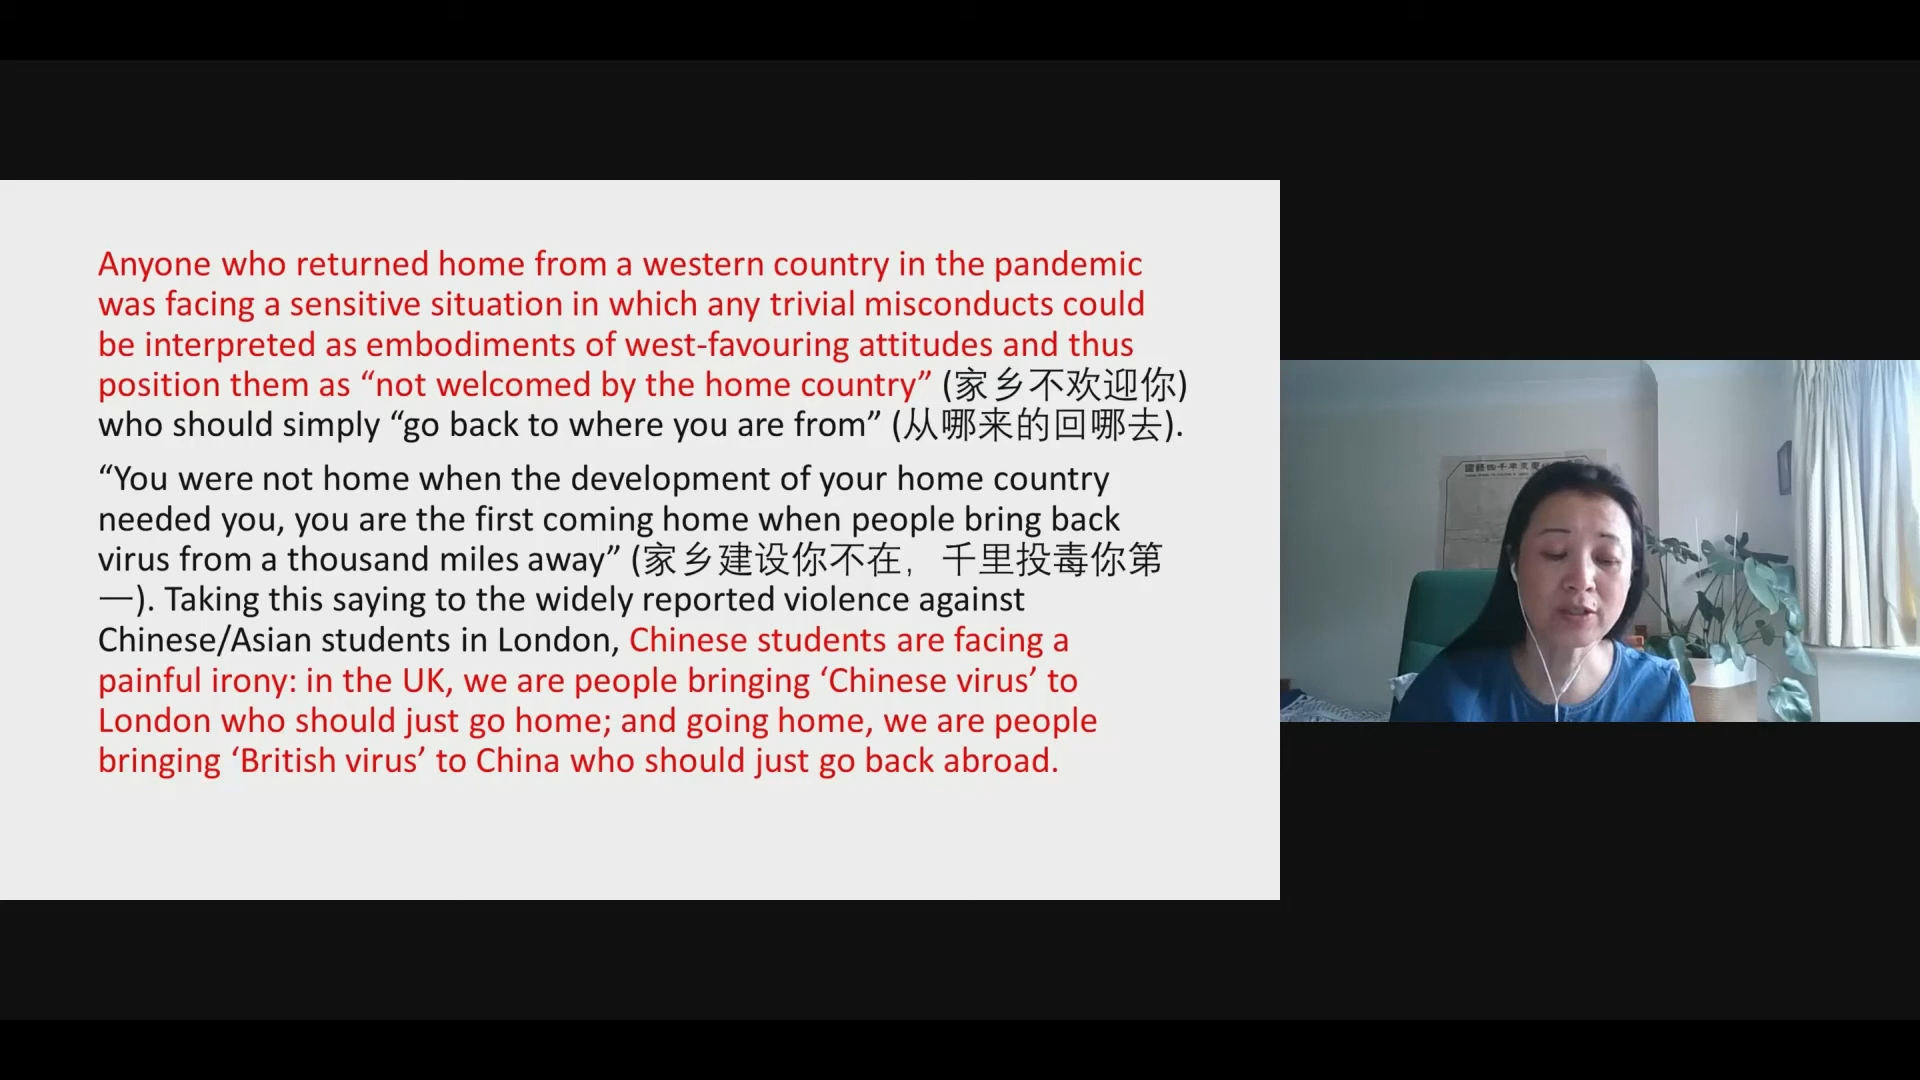 Anyone who returned home from a western country in the pandemic
was facing a sensitive situation in which any trivial misconducts could
be interpreted as embodiments of west-favouring attitudes and thus
position them as “not welcomed by the home country” (家乡不欢迎你)
who should simply “go back to where you are from” (从哪来的回哪去).
“You were not home when the development of your home country
needed you, you are the first coming home when people bring back
virus from a thousand miles away” (家乡建设你不在， 千里投毒你第
一). Taking this saying to the widely reported violence against
Chinese/Asian students in London, Chinese students are facing a
painful irony: in the UK, we are people bringing ‘Chinese virus’ to
London who should just go home; and going home, we are people
bringing ‘British virus’ to China who should just go back abroad.